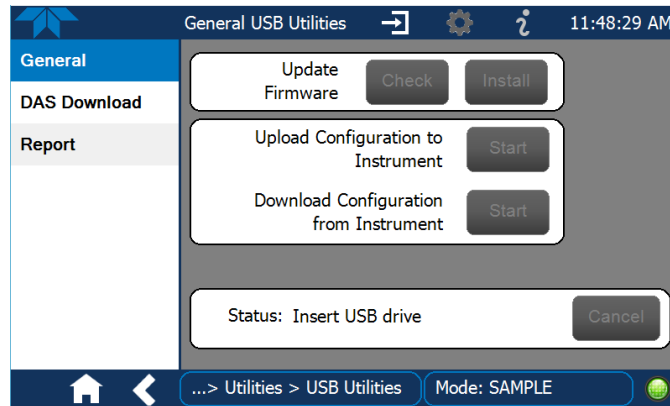 General USB Utilities
11:48:29 AM
General
DAS Download
Report
Update
Firmware
Check
Install
Upload Configuration to
Instrument
Start
Download Configuration
from Instrument
Start
Status: Insert USB drive
Cancel
...> Utilities > USB Utilities
Mode: SAMPLE